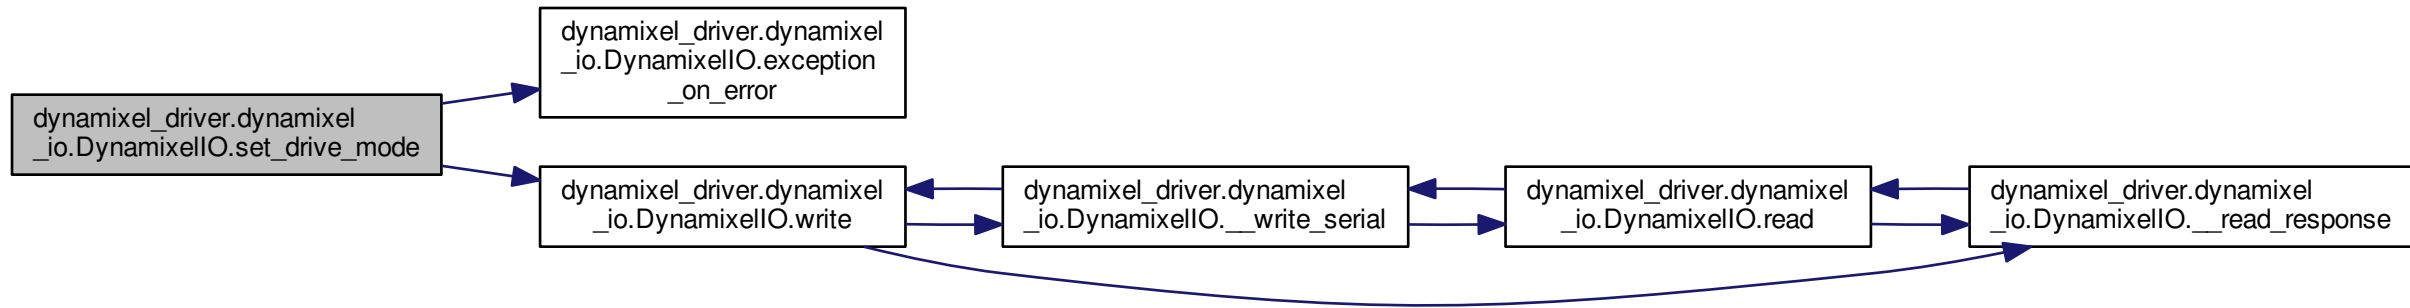 dynamixel_driver.dynamixel
_io.DynamixelIO.set_drive_mode
dynamixel_driver.dynamixel
_io.DynamixelIO.exception
_on_error
dynamixel_driver.dynamixel
_io.DynamixelIO.write
dynamixel_driver.dynamixel
_io.DynamixelIO.__write_serial
dynamixel_driver.dynamixel
_io.DynamixelIO.read
dynamixel_driver.dynamixel
_io.DynamixelIO.__read_response